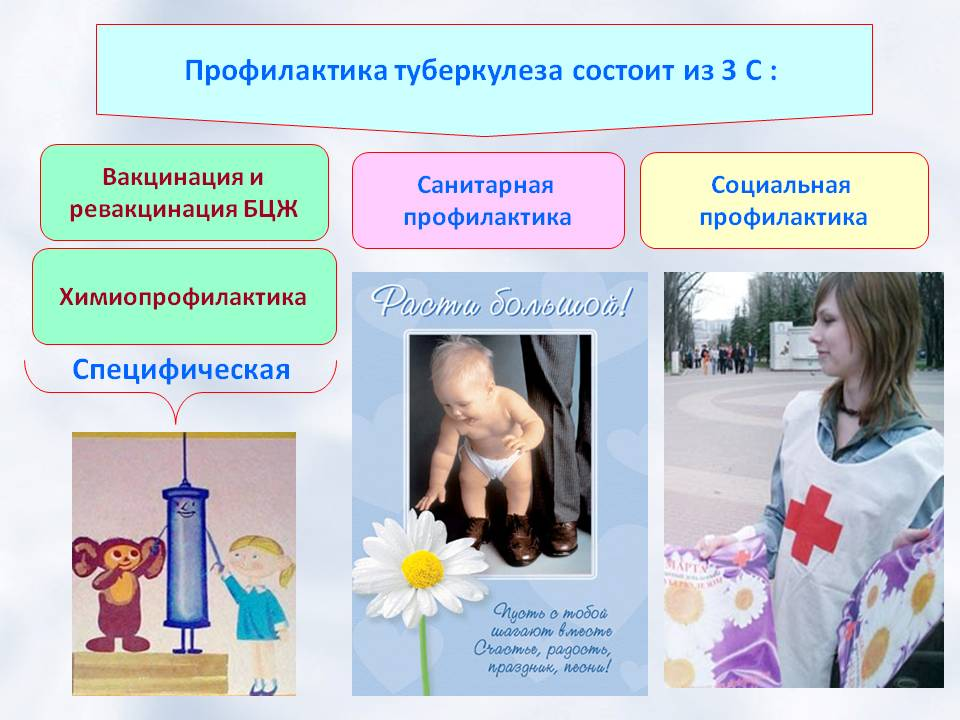 Профилактика туберкулеза состоит из 3 С :
Вакцинация и
ревакцинация БЦЖ
Санитарная
профилактика
Социальная
профилактика
Химиопрофилактика
Специфическая
Расти большой!
Пусть с тобой
шагают вместе
Счастье, радость,
праздник, песни!
МАРТА